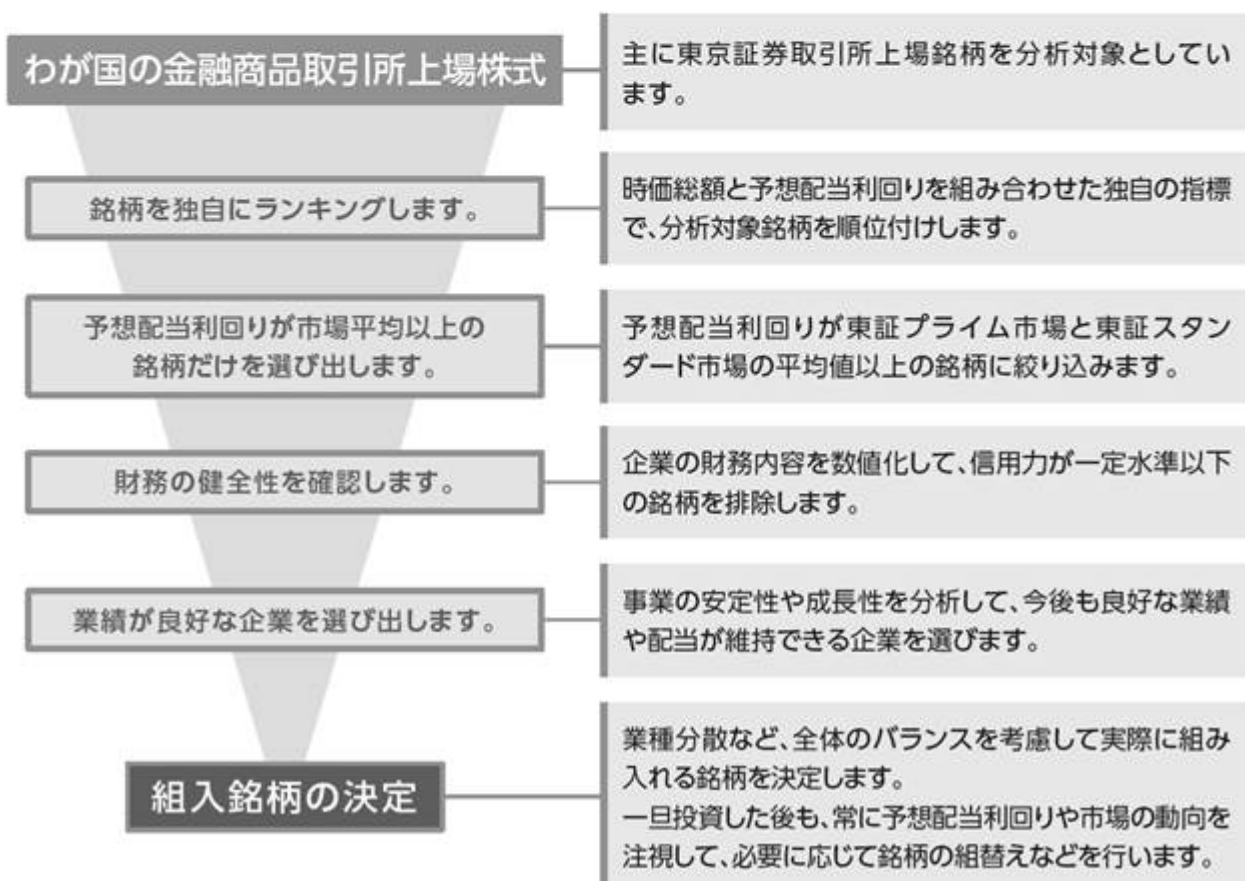 わが国の金融商品取引所上場株式
主に東京証券取引所上場銘柄を分析対象としてい
ます。
銘柄を独自にランキングします。
時価総額と予想配当利回りを組み合わせた独自の指標
で、分析対象銘柄を順位付けします。
予想配当利回りが市場平均以上の
銘柄だけを選び出します。
予想配当利回りが東証プライム市場と東証スタン
ダード市場の平均値以上の銘柄に絞り込みます。
財務の健全性を確認します。
企業の財務内容を数値化して、信用力が一定水準以下
の銘柄を排除します。
業績が良好な企業を選び出します。
事業の安定性や成長性を分析して、今後も良好な業績
や配当が維持できる企業を選びます。
組入銘柄の決定
業種分散など、全体のバランスを考慮して実際に組み
入れる銘柄を決定します。
一旦投資した後も、常に予想配当利回りや市場の動向を
注視して、必要に応じて銘柄の組替えなどを行います。